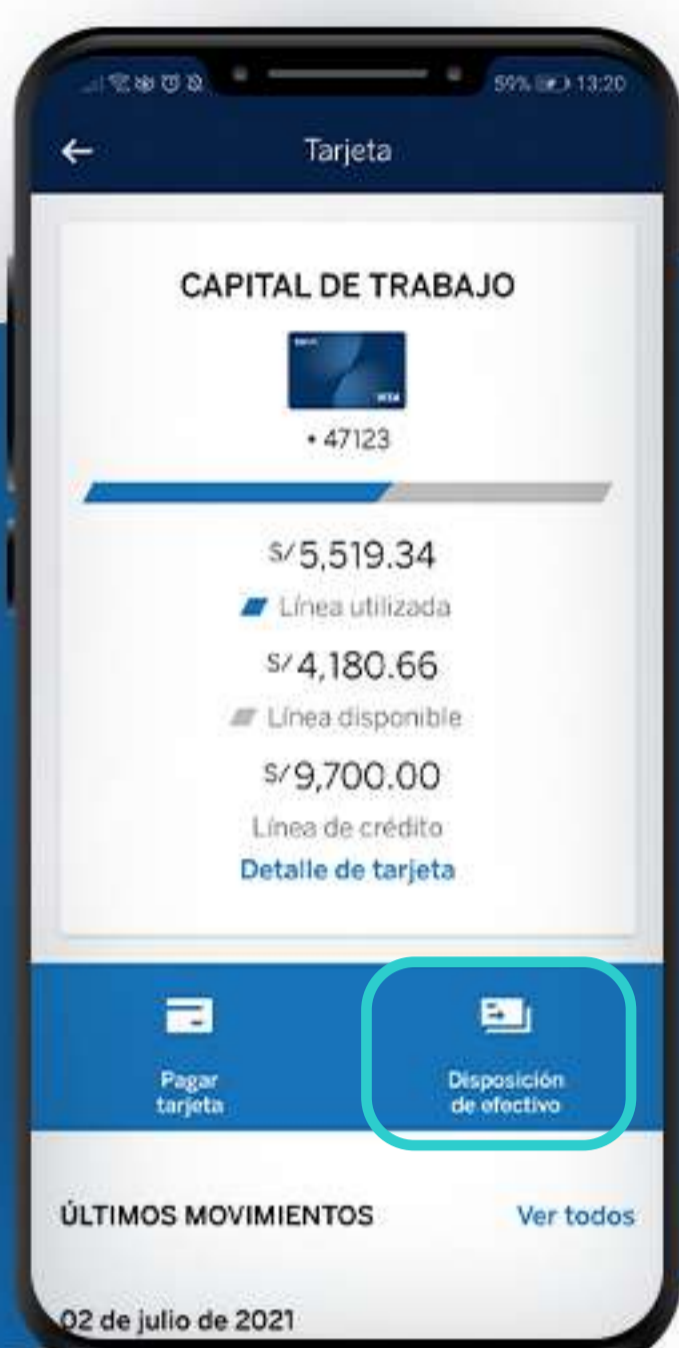 59% 13:20
Tarjeta
CAPITAL DE TRABAJO
VISA
• 47123
S/ 5,519.34
Línea utilizada
S/ 4,180.66
Línea disponible
S/ 9,700.00
Línea de crédito
Detalle de tarjeta
Pagar
tarjeta
Disposición
de efectivo
ÚLTIMOS MOVIMIENTOS Ver todos
02 de julio de 2021